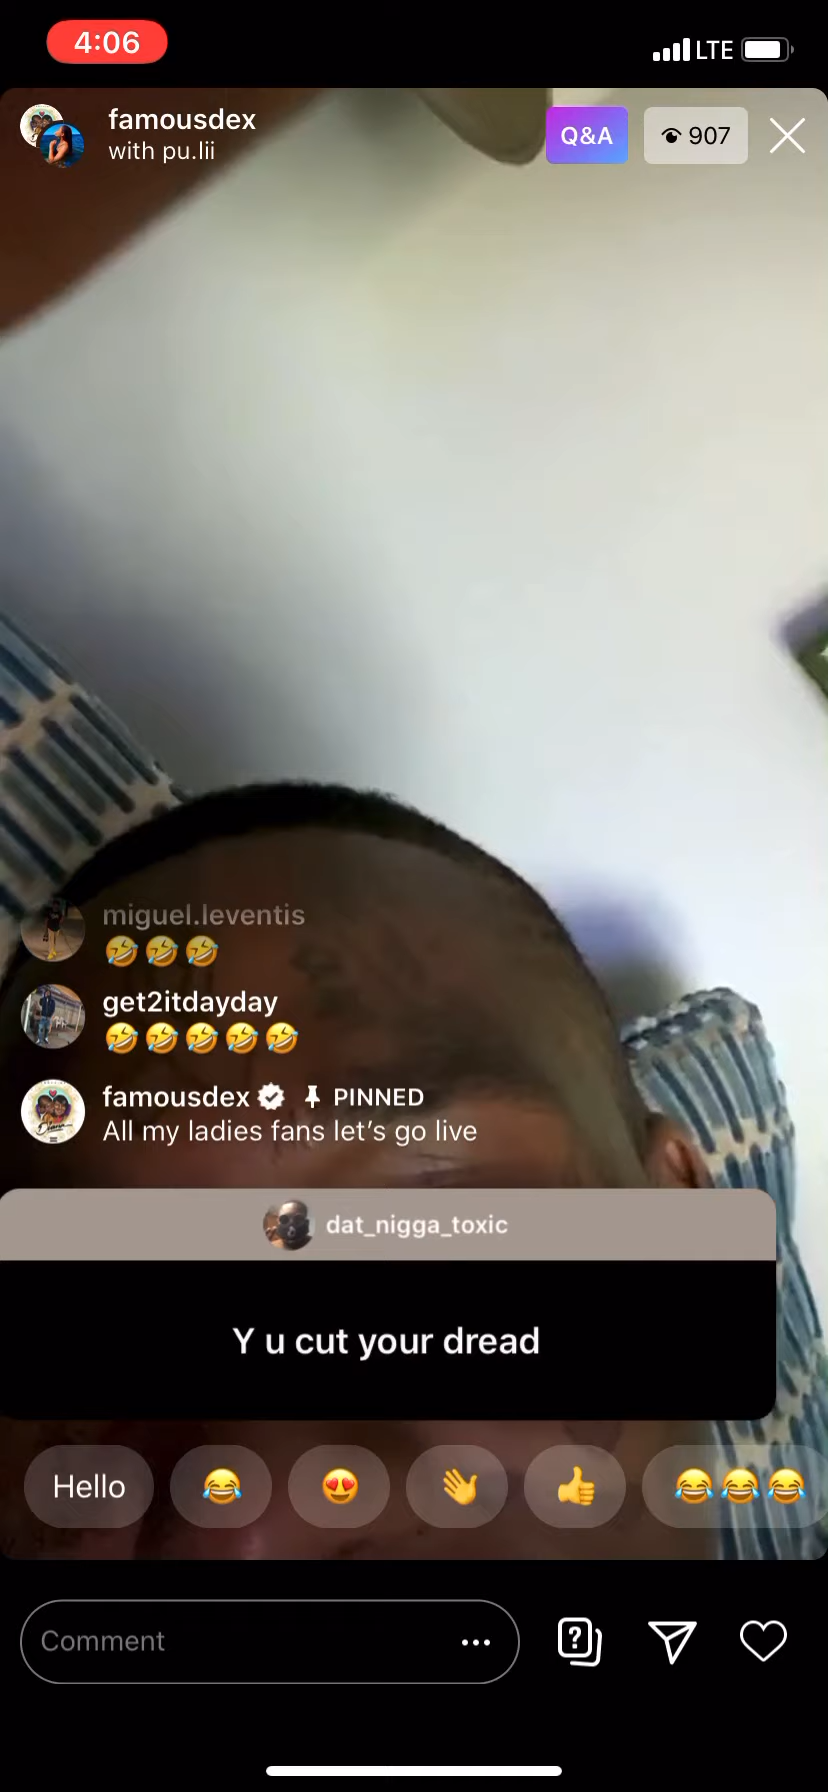 4:06
LTE
famousdex
with pu.lii
Q&A
907
miguel.leventis
🤣🤣🤣
get2itdayday
🤣🤣🤣🤣🤣
famousdex PINNED
All my ladies fans let’s go live
dat_nigga_toxic
Y u cut your dread
Hello 😂 😍 👋 👍 😂😂😂
Comment